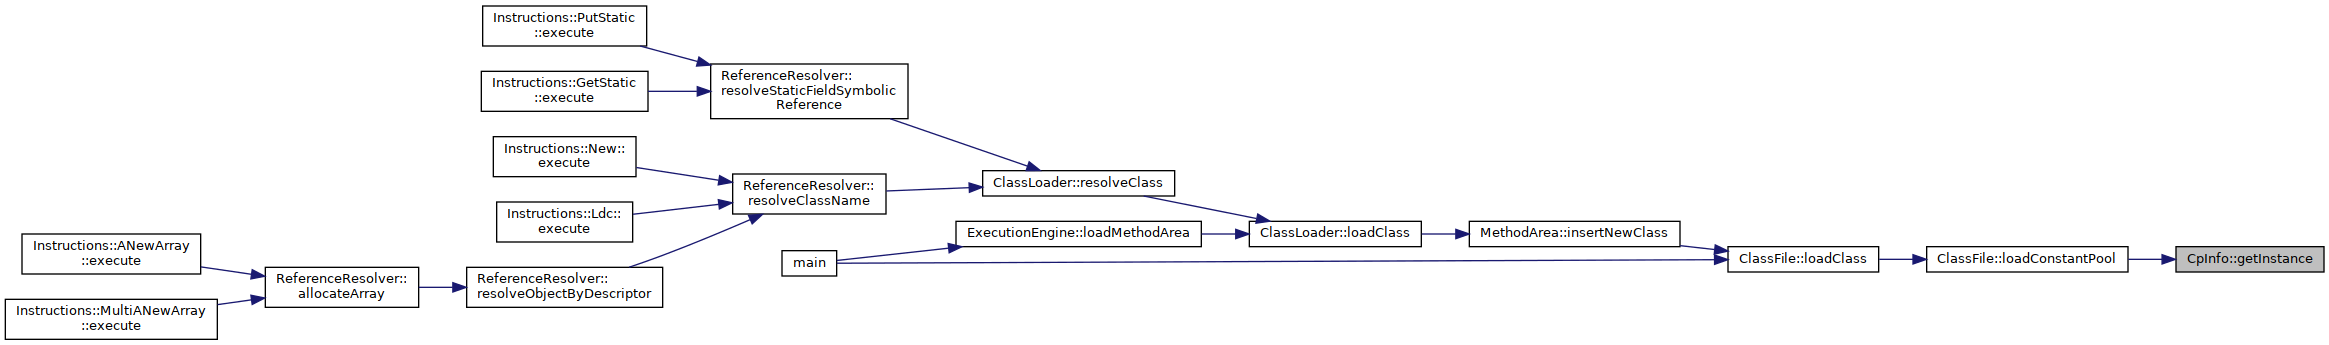 Instructions::PutStatic
::execute
ReferenceResolver::
resolveStaticFieldSymbolic
Reference
Instructions::GetStatic
::execute
Instructions::New::
execute
ReferenceResolver::
resolveClassName
ClassLoader::resolveClass
Instructions::Ldc::
execute
ExecutionEngine::loadMethodArea
ClassLoader::loadClass
MethodArea::insertNewClass
Instructions::ANewArray
::execute
main
ClassFile::loadClass
ClassFile::loadConstantPool
CpInfo::getInstance
ReferenceResolver::
allocateArray
ReferenceResolver::
resolveObjectByDescriptor
Instructions::MultiANewArray
::execute